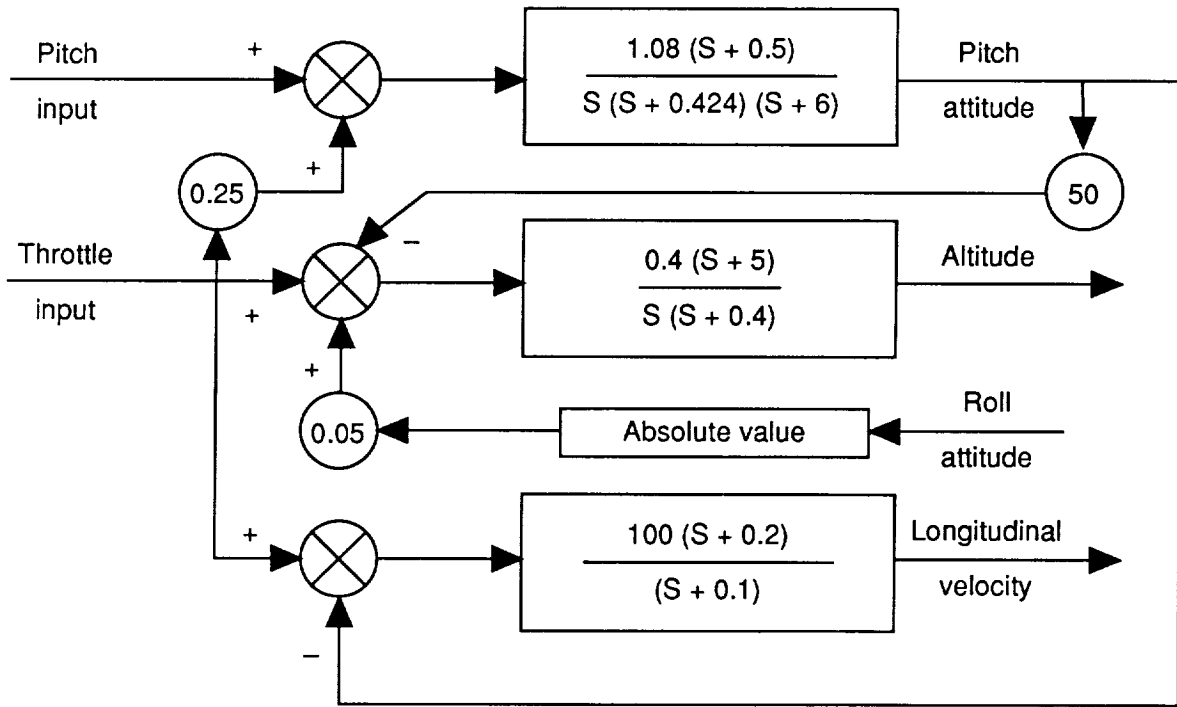 Pitch
input
+
+
1.08 (S + 0.5)
S (S + 0.424) (S + 6)
Pitch
attitude
0.25
50
–
Throttle
input
+
0.4 (S + 5)
S (S + 0.4)
Altitude
+
0.05
Absolute value
Roll
attitude
+
100 (S + 0.2)
(S + 0.1)
Longitudinal
velocity
–